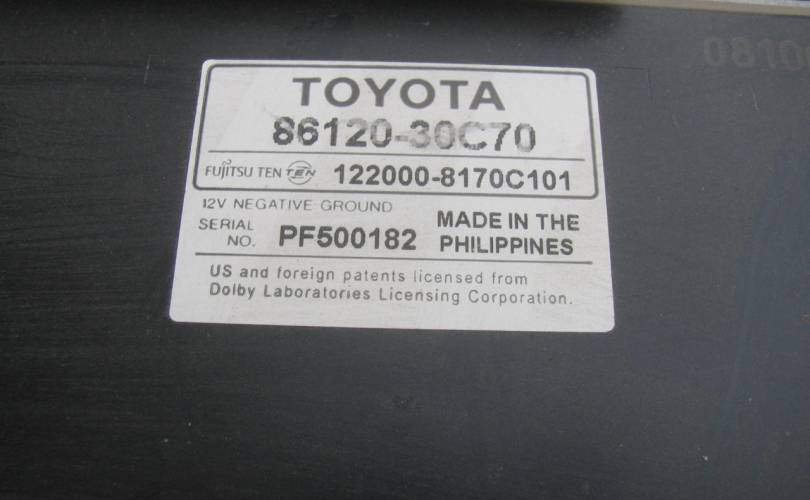 TOYOTA
86120-30C70
FUJITSU TEN TEN 122000-8170C101
12V NEGATIVE GROUND
SERIAL NO. PF500182
MADE IN THE PHILIPPINES
US and foreign patents licensed from
Dolby Laboratories Licensing Corporation.